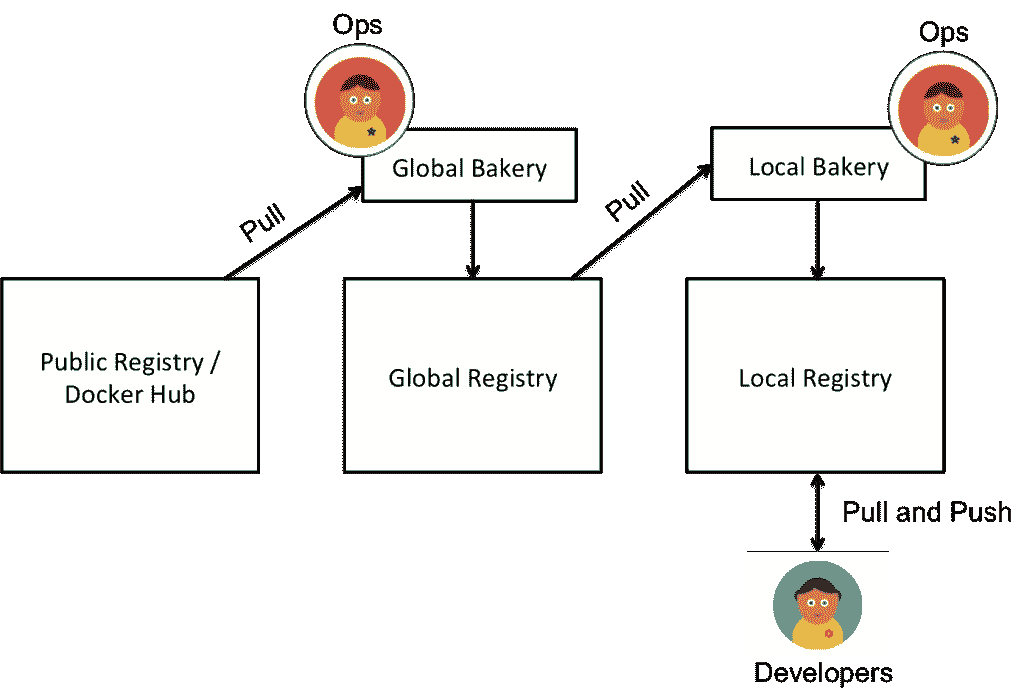 Ops
Ops
Global Bakery
Local Bakery
Pull
Pull
Public Registry /
Docker Hub
Global Registry
Local Registry
Pull and Push
Developers